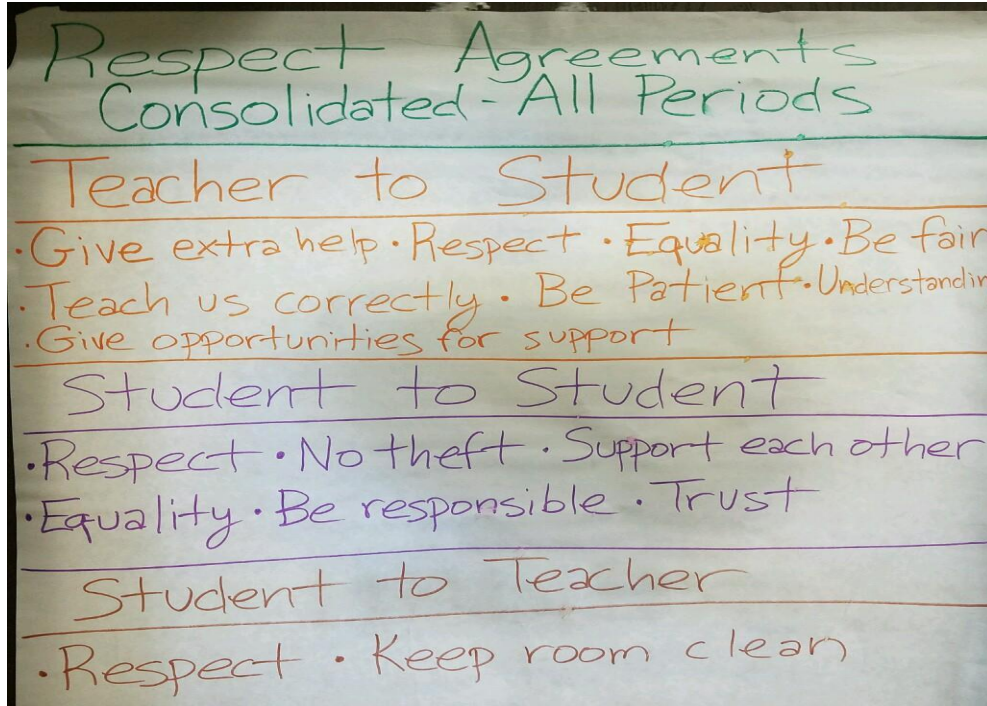 Respect Agreements
Consolidated - All Periods
Teacher to Student
· Give extra help · Respect · Equality · Be fair
· Teach us correctly · Be Patient · Understandin
· Give opportunities for support
Student to Student
· Respect · No theft · Support each other
· Equality · Be responsible · Trust
Student to Teacher
· Respect · Keep room clean